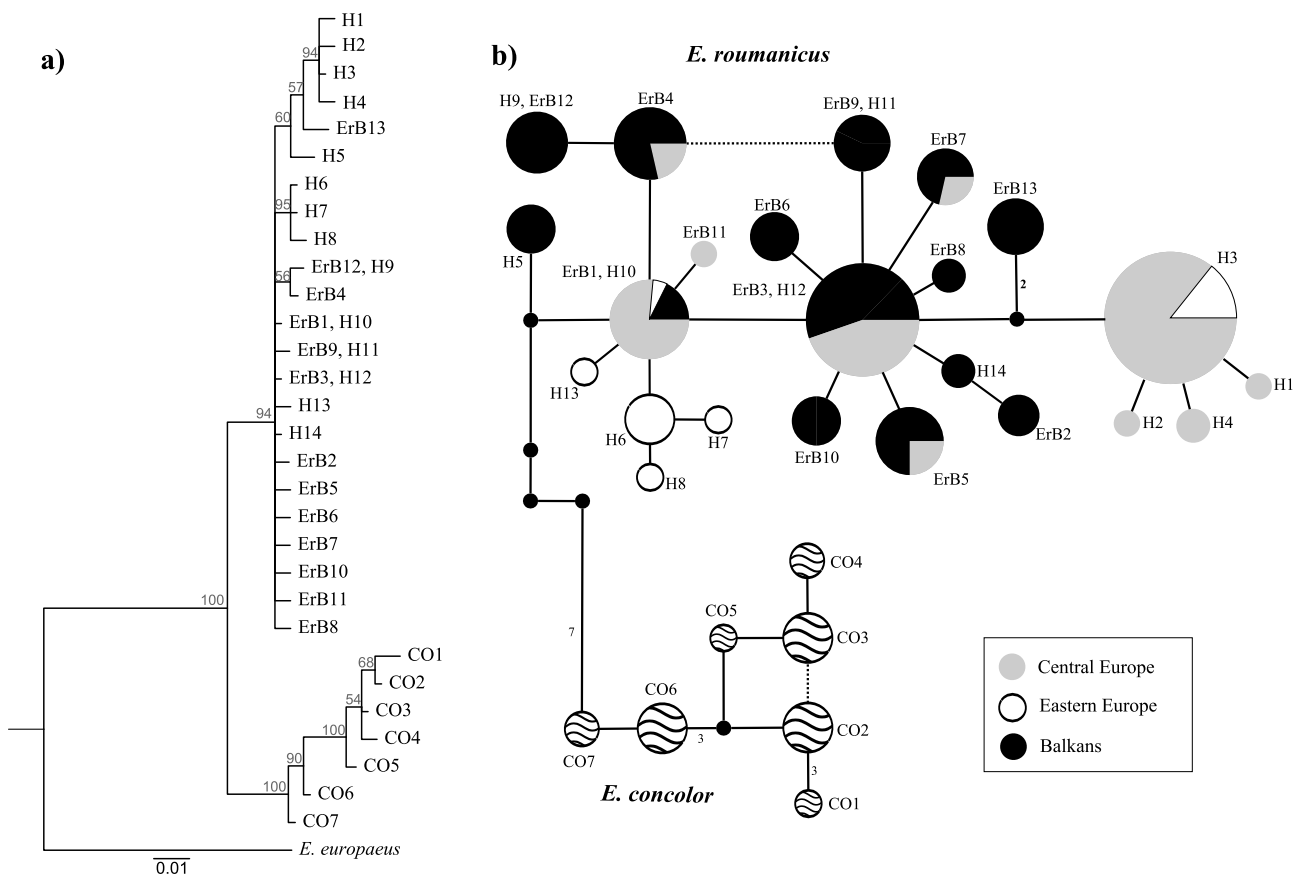 a)
H1
H2
94
H3
57
H4
60
ErB13
H5
H6
95
H7
H8
ErB12, H9
56
ErB4
ErB1, H10
ErB9, H11
ErB3, H12
H13
94
H14
ErB2
ErB5
ErB6
ErB7
ErB10
ErB11
100
ErB8
CO1
68
CO2
54
CO3
100
CO4
90
CO5
100
CO6
CO7
E. europaeus
0.01
b)
E. roumanicus
H9, ErB12
ErB4
ErB9, H11
ErB7
ErB13
ErB6
ErB11
H5
ErB8
ErB1, H10
ErB3, H12
2
H3
H13
H14
H1
H6
H7
H2
H4
ErB2
ErB10
ErB5
H8
CO4
CO5
CO3
7
CO6
CO2
3
CO7
3
CO1
E. concolor
Central Europe
Eastern Europe
Balkans